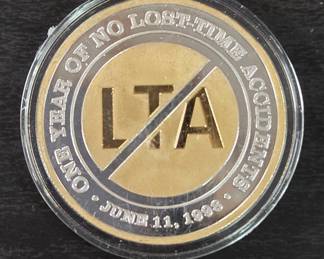 ONE YEAR OF NO LOST-TIME ACCIDENTS
LTA
• JUNE 11, 1998 •